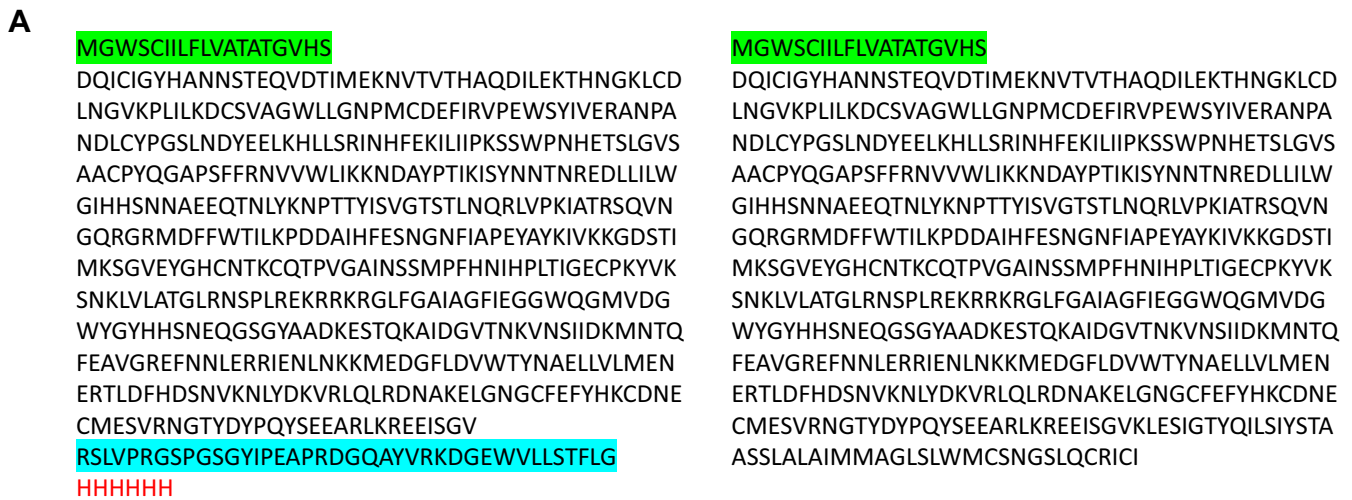 A
MGWSCIILFLVATATGVHS
DQICIGYHANNSTEQVDTIMEKNVTVTHAQDILEKTHNGKLCD
LNGVKPLILKDCSVAGWLLGNPMCDEFIRVPEWSYIVERANPA
NDLCYPGSLNDYEELKHLLSRINHFEKILIIPKSSWPNHETSLGVS
AACPYQGAPSFFRNVVWLIKKNDAYPTIKISYNNTNREDLLILW
GIHHSNNAEEQTNLYKNPTTYISVGTSTLNQRLVPKIATRSQVN
GQRGRMDFFWTILKPDDAIHFESNGNFIAPEYAYKIVKKGDSTI
MKSGVEYGHCNTKCQTPVGAINSSMPFHNIHPLTIGECPKYVK
SNKLVLATGLRNSPLREKRRKRGLFGAIAGFIEGGWQGMVDG
WYGYHHSNEQGSGYAADKESTQKAIDGVTNKVNSIIDKMNTQ
FEAVGREFNNLERRIENLNKKMEDGFLDVWTYNAELLVLMEN
ERTLDFHDSNVKNLYDKVRLQLRDNAKELGNGCFEFYHKCDNE
CMESVRNGTYDYPQYSEEARLKREEISGV
RSLVPRGSPGSGYIPEAPRDGQAYVRKDGEWVLLSTFLG
HHHHHH
MGWSCIILFLVATATGVHS
DQICIGYHANNSTEQVDTIMEKNVTVTHAQDILEKTHNGKLCD
LNGVKPLILKDCSVAGWLLGNPMCDEFIRVPEWSYIVERANPA
NDLCYPGSLNDYEELKHLLSRINHFEKILIIPKSSWPNHETSLGVS
AACPYQGAPSFFRNVVWLIKKNDAYPTIKISYNNTNREDLLILW
GIHHSNNAEEQTNLYKNPTTYISVGTSTLNQRLVPKIATRSQVN
GQRGRMDFFWTILKPDDAIHFESNGNFIAPEYAYKIVKKGDSTI
MKSGVEYGHCNTKCQTPVGAINSSMPFHNIHPLTIGECPKYVK
SNKLVLATGLRNSPLREKRRKRGLFGAIAGFIEGGWQGMVDG
WYGYHHSNEQGSGYAADKESTQKAIDGVTNKVNSIIDKMNTQ
FEAVGREFNNLERRIENLNKKMEDGFLDVWTYNAELLVLMEN
ERTLDFHDSNVKNLYDKVRLQLRDNAKELGNGCFEFYHKCDNE
CMESVRNGTYDYPQYSEEARLKREEISGVKLESIGTYQILSIYSTA
ASSLALAIMMAGLSLWMCSNGSLQCRICI